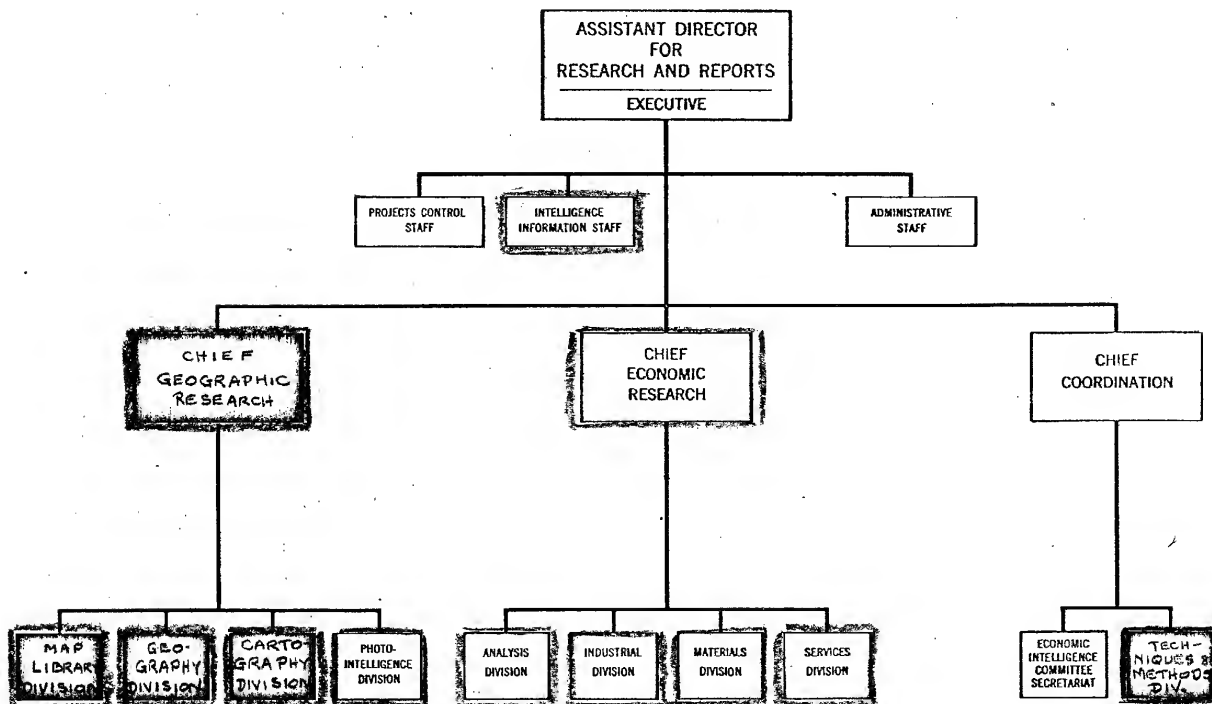 ASSISTANT DIRECTOR
FOR
RESEARCH AND REPORTS
EXECUTIVE
PROJECTS CONTROL
STAFF
INTELLIGENCE
INFORMATION STAFF
ADMINISTRATIVE
STAFF
CHIEF
GEOGRAPHIC
RESEARCH
CHIEF
ECONOMIC
RESEARCH
CHIEF
COORDINATION
MAP
LIBRARY
DIVISION
GEO-
GRAPHY
DIVISION
CARTO-
GRAPHY
DIVISION
PHOTO-
INTELLIGENCE
DIVISION
ANALYSIS
DIVISION
INDUSTRIAL
DIVISION
MATERIALS
DIVISION
SERVICES
DIVISION
ECONOMIC
INTELLIGENCE
COMMITTEE
SECRETARIAT
TECH-
NIQUES &
METHODS
DIV.